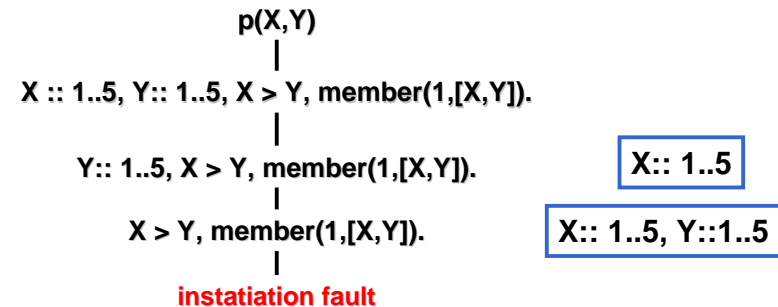 p(X,Y)
X :: 1..5, Y:: 1..5, X > Y, member(1,[X,Y]).
Y:: 1..5, X > Y, member(1,[X,Y]).
X:: 1..5
X > Y, member(1,[X,Y]).
X:: 1..5, Y::1..5
instatiation fault